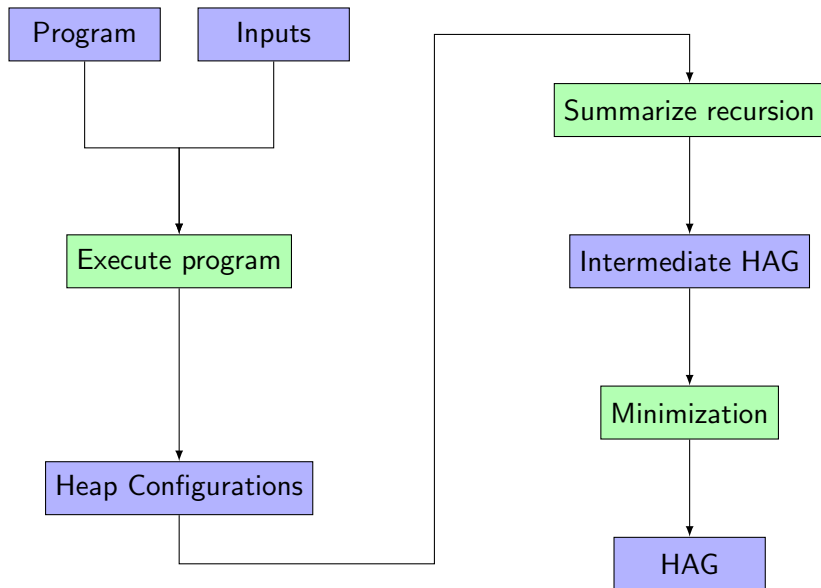 Program
Inputs
Execute program
Heap Configurations
Summarize recursion
Intermediate HAG
Minimization
HAG